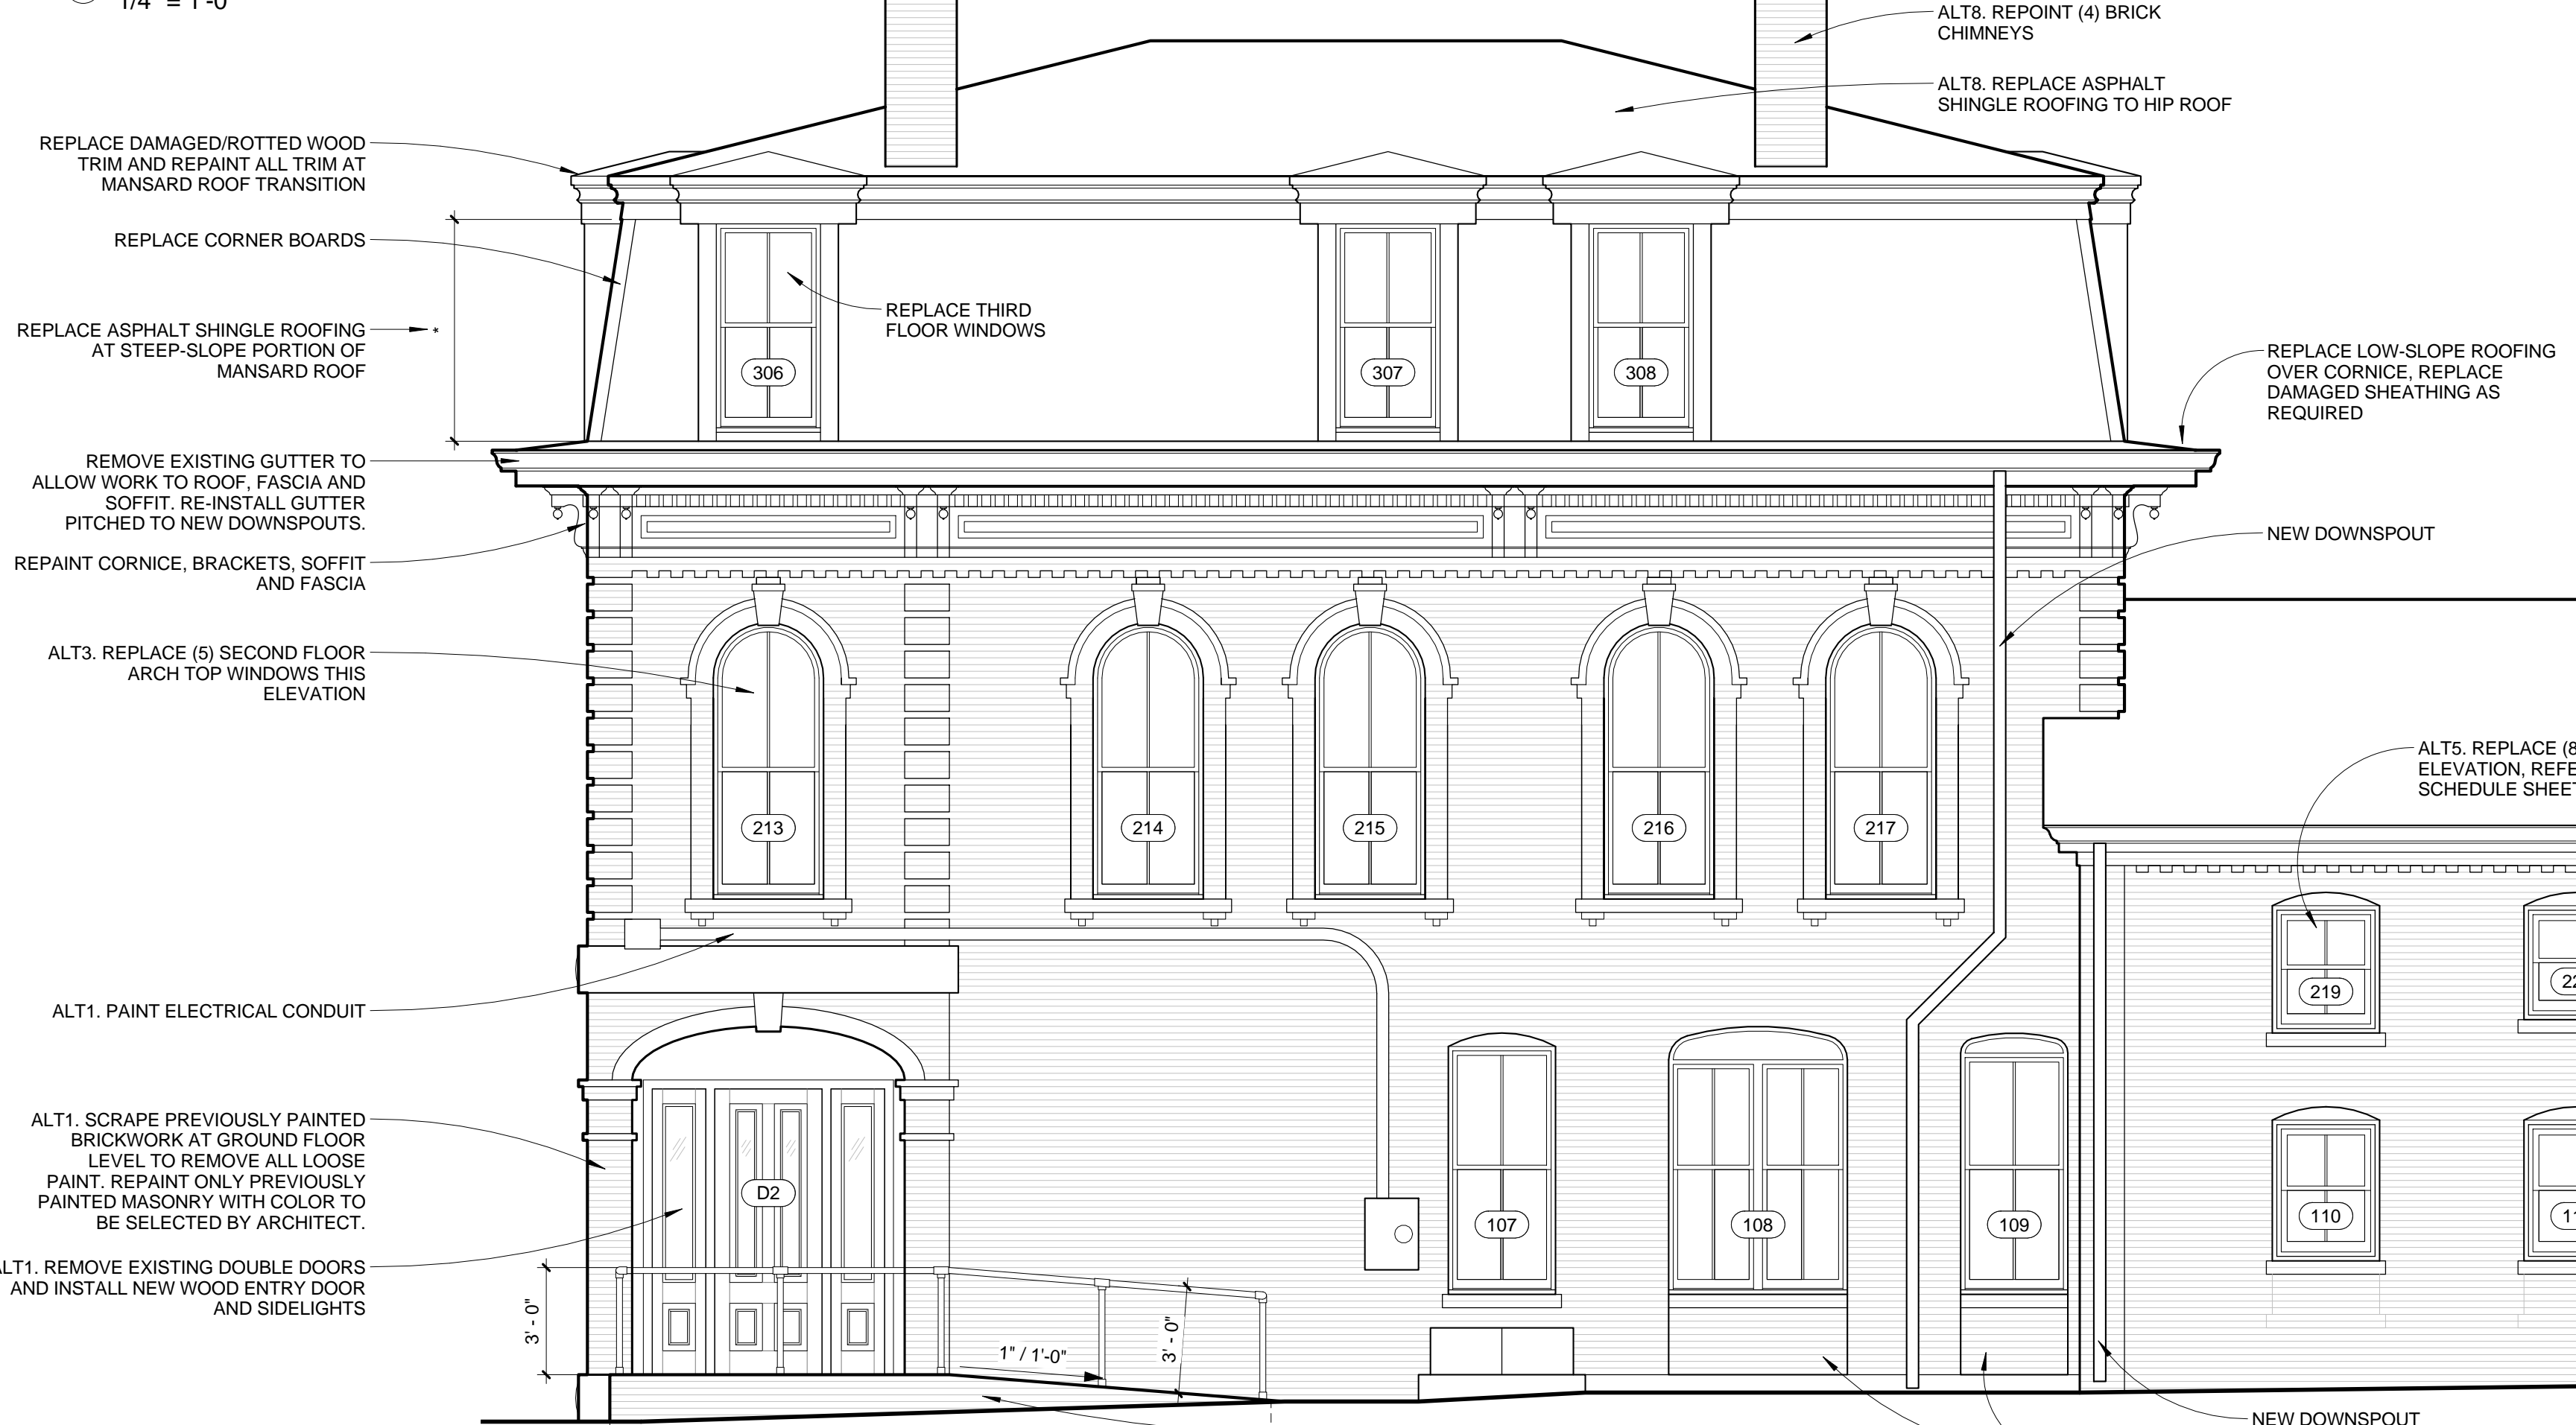 1/4" = 1'-0"
ALT8. REPOINT (4) BRICK
CHIMNEYS
ALT8. REPLACE ASPHALT
SHINGLE ROOFING TO HIP ROOF
REPLACE DAMAGED/ROTTED WOOD
TRIM AND REPAINT ALL TRIM AT
MANSARD ROOF TRANSITION
REPLACE CORNER BOARDS
REPLACE THIRD
FLOOR WINDOWS
REPLACE ASPHALT SHINGLE ROOFING
AT STEEP-SLOPE PORTION OF
MANSARD ROOF
*
306
307
308
REPLACE LOW-SLOPE ROOFING
OVER CORNICE, REPLACE
DAMAGED SHEATHING AS
REQUIRED
REMOVE EXISTING GUTTER TO
ALLOW WORK TO ROOF, FASCIA AND
SOFFIT. RE-INSTALL GUTTER
PITCHED TO NEW DOWNSPOUTS.
NEW DOWNSPOUT
REPAINT CORNICE, BRACKETS, SOFFIT
AND FASCIA
ALT3. REPLACE (5) SECOND FLOOR
ARCH TOP WINDOWS THIS
ELEVATION
ALT5. REPLACE (8
ELEVATION, REFE
SCHEDULE SHEET
213
214
215
216
217
219
22
ALT1. PAINT ELECTRICAL CONDUIT
ALT1. SCRAPE PREVIOUSLY PAINTED
BRICKWORK AT GROUND FLOOR
LEVEL TO REMOVE ALL LOOSE
PAINT. REPAINT ONLY PREVIOUSLY
PAINTED MASONRY WITH COLOR TO
BE SELECTED BY ARCHITECT.
D2
107
108
109
110
11
ALT1. REMOVE EXISTING DOUBLE DOORS
AND INSTALL NEW WOOD ENTRY DOOR
AND SIDELIGHTS
3' - 0"
1" / 1'-0"
3' - 0"
NEW DOWNSPOUT